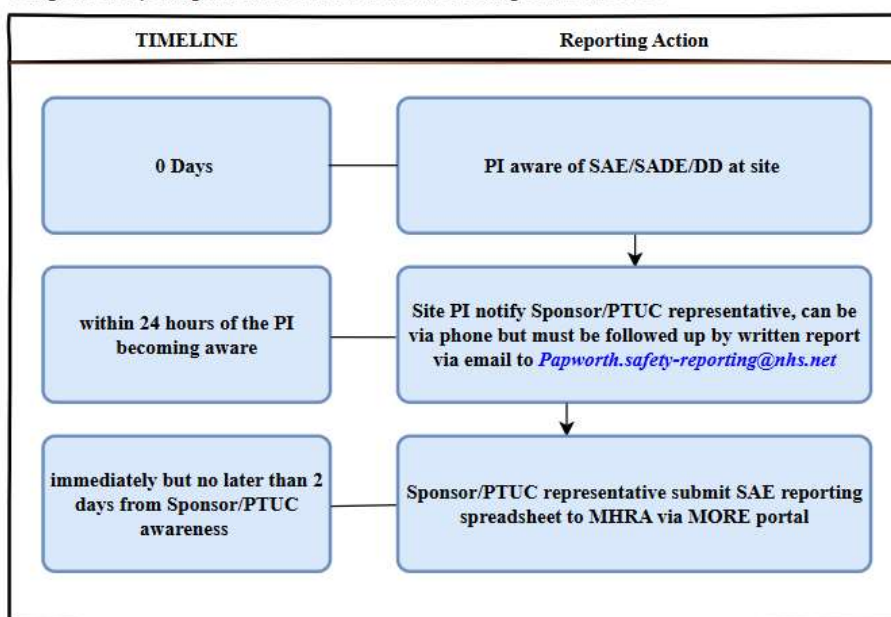 TIMELINE Reporting Action
0 Days
PI aware of SAE/SADE/DD at site
within 24 hours of the PI
becoming aware
Site PI notify Sponsor/PTUC representative, can be
via phone but must be followed up by written report
via email to Papworth.safety-reporting@nhs.net
immediately but no later than 2
days from Sponsor/PTUC
awareness
Sponsor/PTUC representative submit SAE reporting
spreadsheet to MHRA via MORE portal